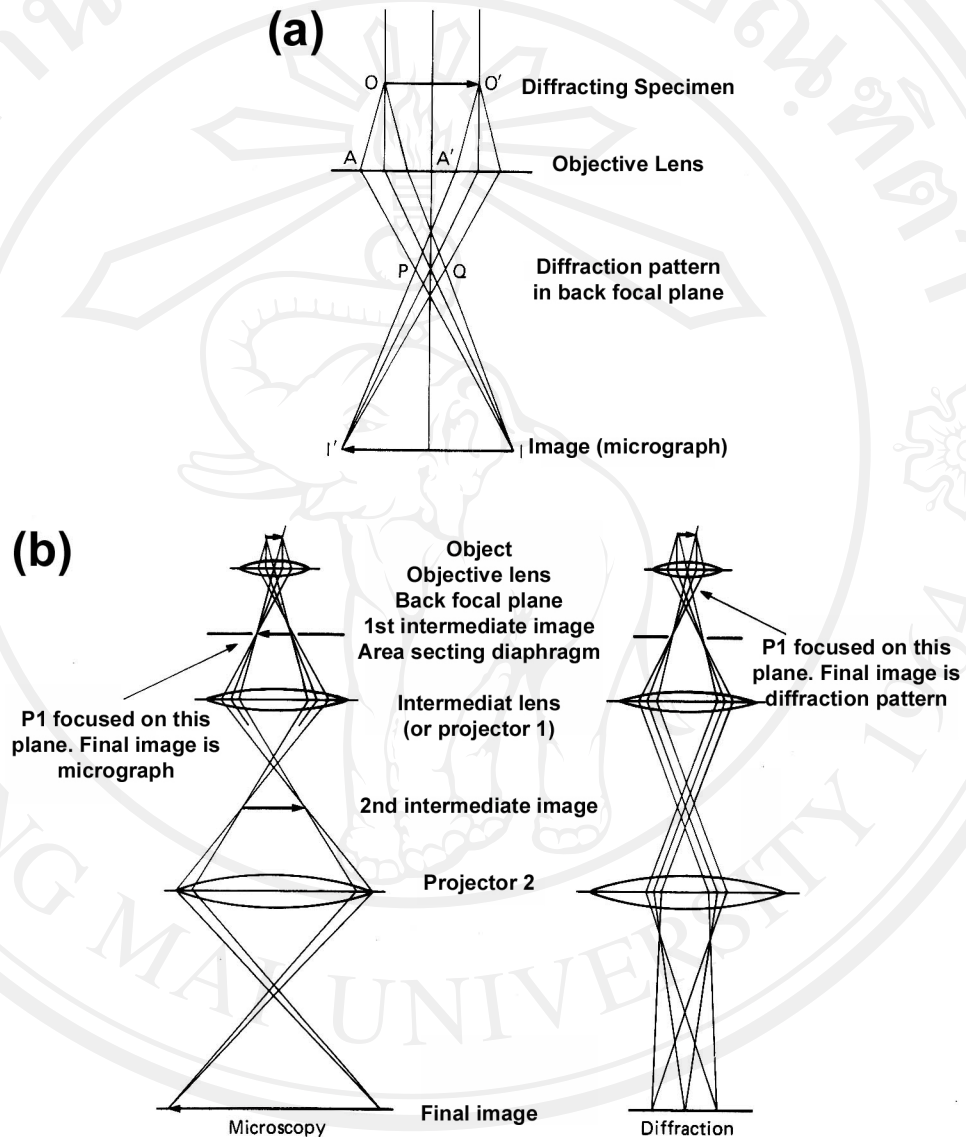 (a)
O
O'
Diffracting Specimen
A
A'
Objective Lens
P
Q
Diffraction pattern
in back focal plane
I'
I
Image (micrograph)
(b)
Object
Objective lens
Back focal plane
1st intermediate image
Area secting diaphragm
P1 focused on this
plane. Final image is
micrograph
P1 focused on this
plane. Final image is
diffraction pattern
Intermediat lens
(or projector 1)
2nd intermediate image
Projector 2
Final image
Microscopy
Diffraction
MAI UNIVERSITY 1964